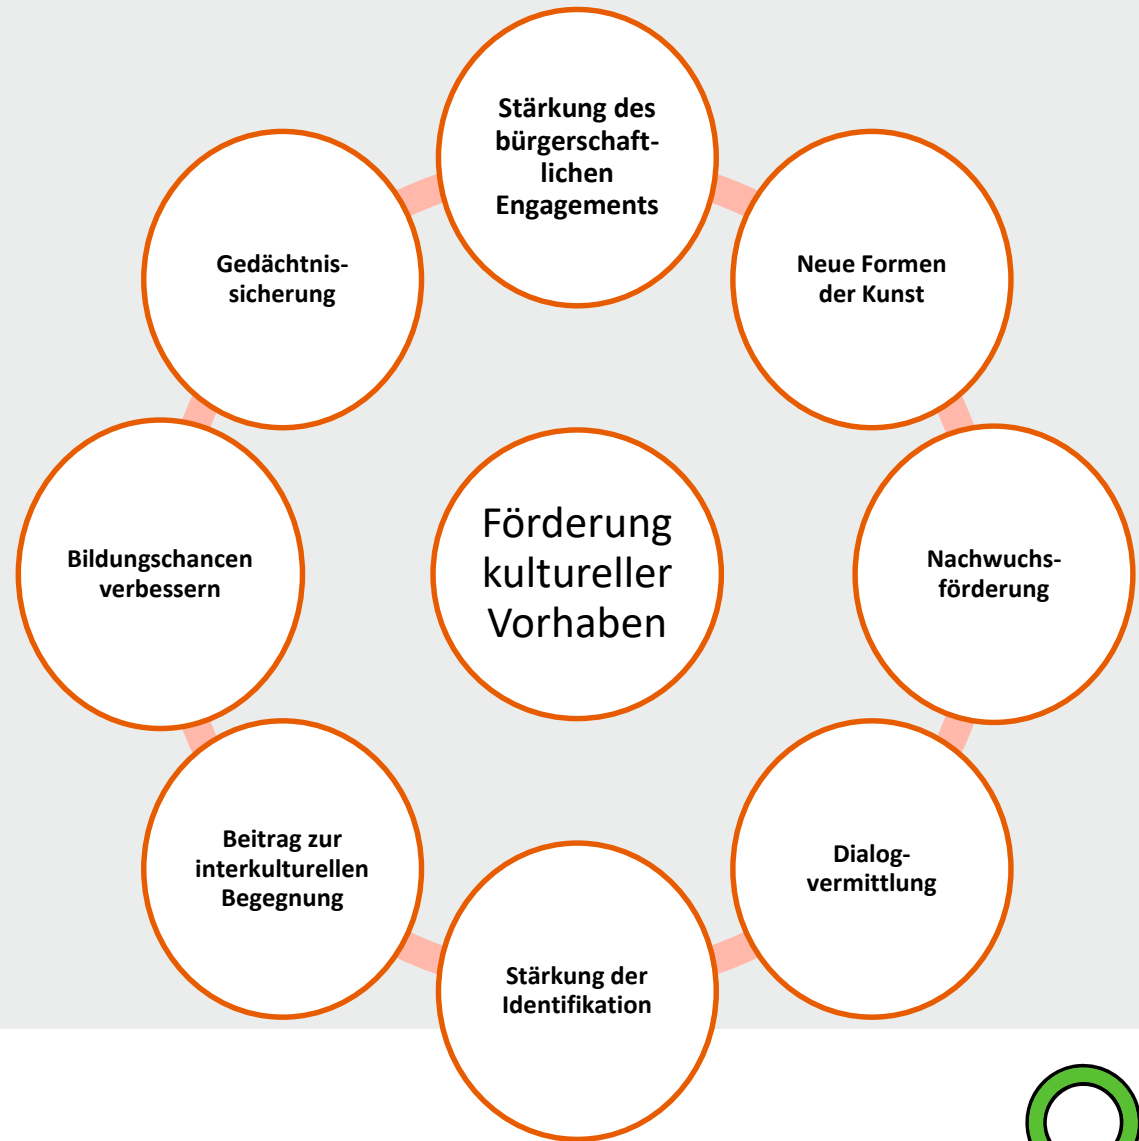 Stärkung des
bürgerschaft-
lichen
Engagements
Neue Formen
der Kunst
Nachwuchs-
förderung
Dialog-
vermittlung
Stärkung der
Identifikation
Beitrag zur
interkulturellen
Begegnung
Bildungschancen
verbessern
Gedächtnis-
sicherung
Förderung
kultureller
Vorhaben